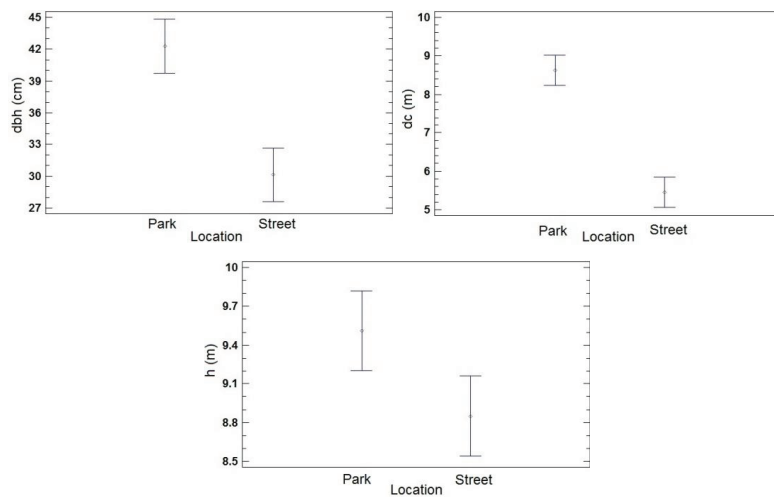 dbh (cm)
45
42
39
36
33
30
27
Park Street
Location
dc (m)
10
9
8
7
6
5
Park Street
Location
h (m)
10
9.7
9.4
9.1
8.8
8.5
Park Street
Location